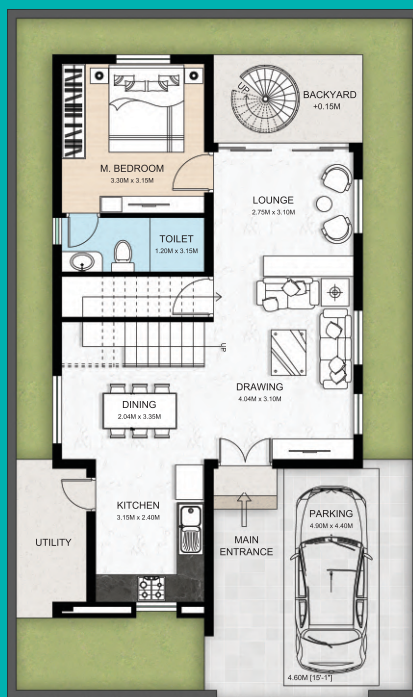 UP
BACKYARD
+0.15M
M. BEDROOM
3.30M x 3.15M
LOUNGE
2.75M x 3.10M
TOILET
1.20M x 3.15M
UP
DRAWING
4.04M x 3.10M
DINING
2.04M x 3.35M
KITCHEN
3.15M x 2.40M
PARKING
4.90M x 4.40M
UTILITY
MAIN
ENTRANCE
4.60M [15'-1"]